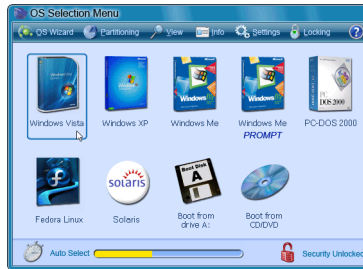 OS Selection Menu
OS Wizard Partitioning View Info Settings Locking ?
Windows Vista Windows XP Windows Me Windows Me PC-DOS 2000
PROMPT
solaris
Boot Disk
A
Fedora Linux Solaris Boot from Boot from
drive A: CD/DVD
Auto Select Security Unlocked